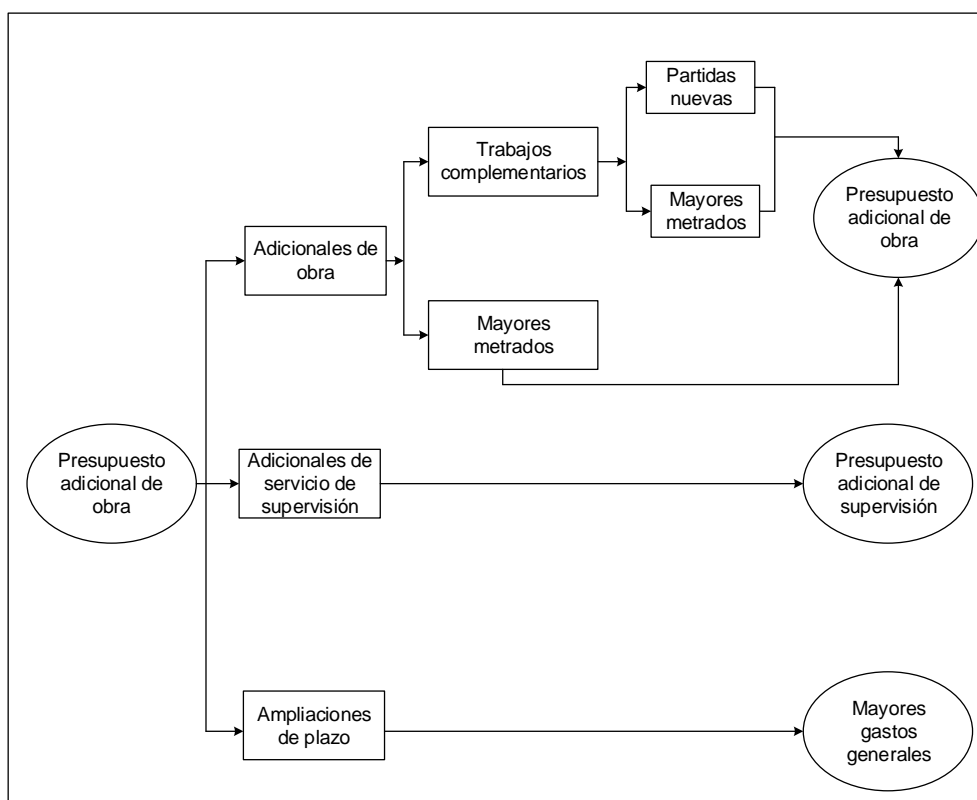 Partidas
nuevas
Trabajos
complementarios
Mayores
metrados
Presupuesto
adicional de
obra
Adicionales de
obra
Mayores
metrados
Presupuesto
adicional de
obra
Adicionales de
servicio de
supervisión
Presupuesto
adicional de
supervisión
Ampliaciones
de plazo
Mayores
gastos
generales